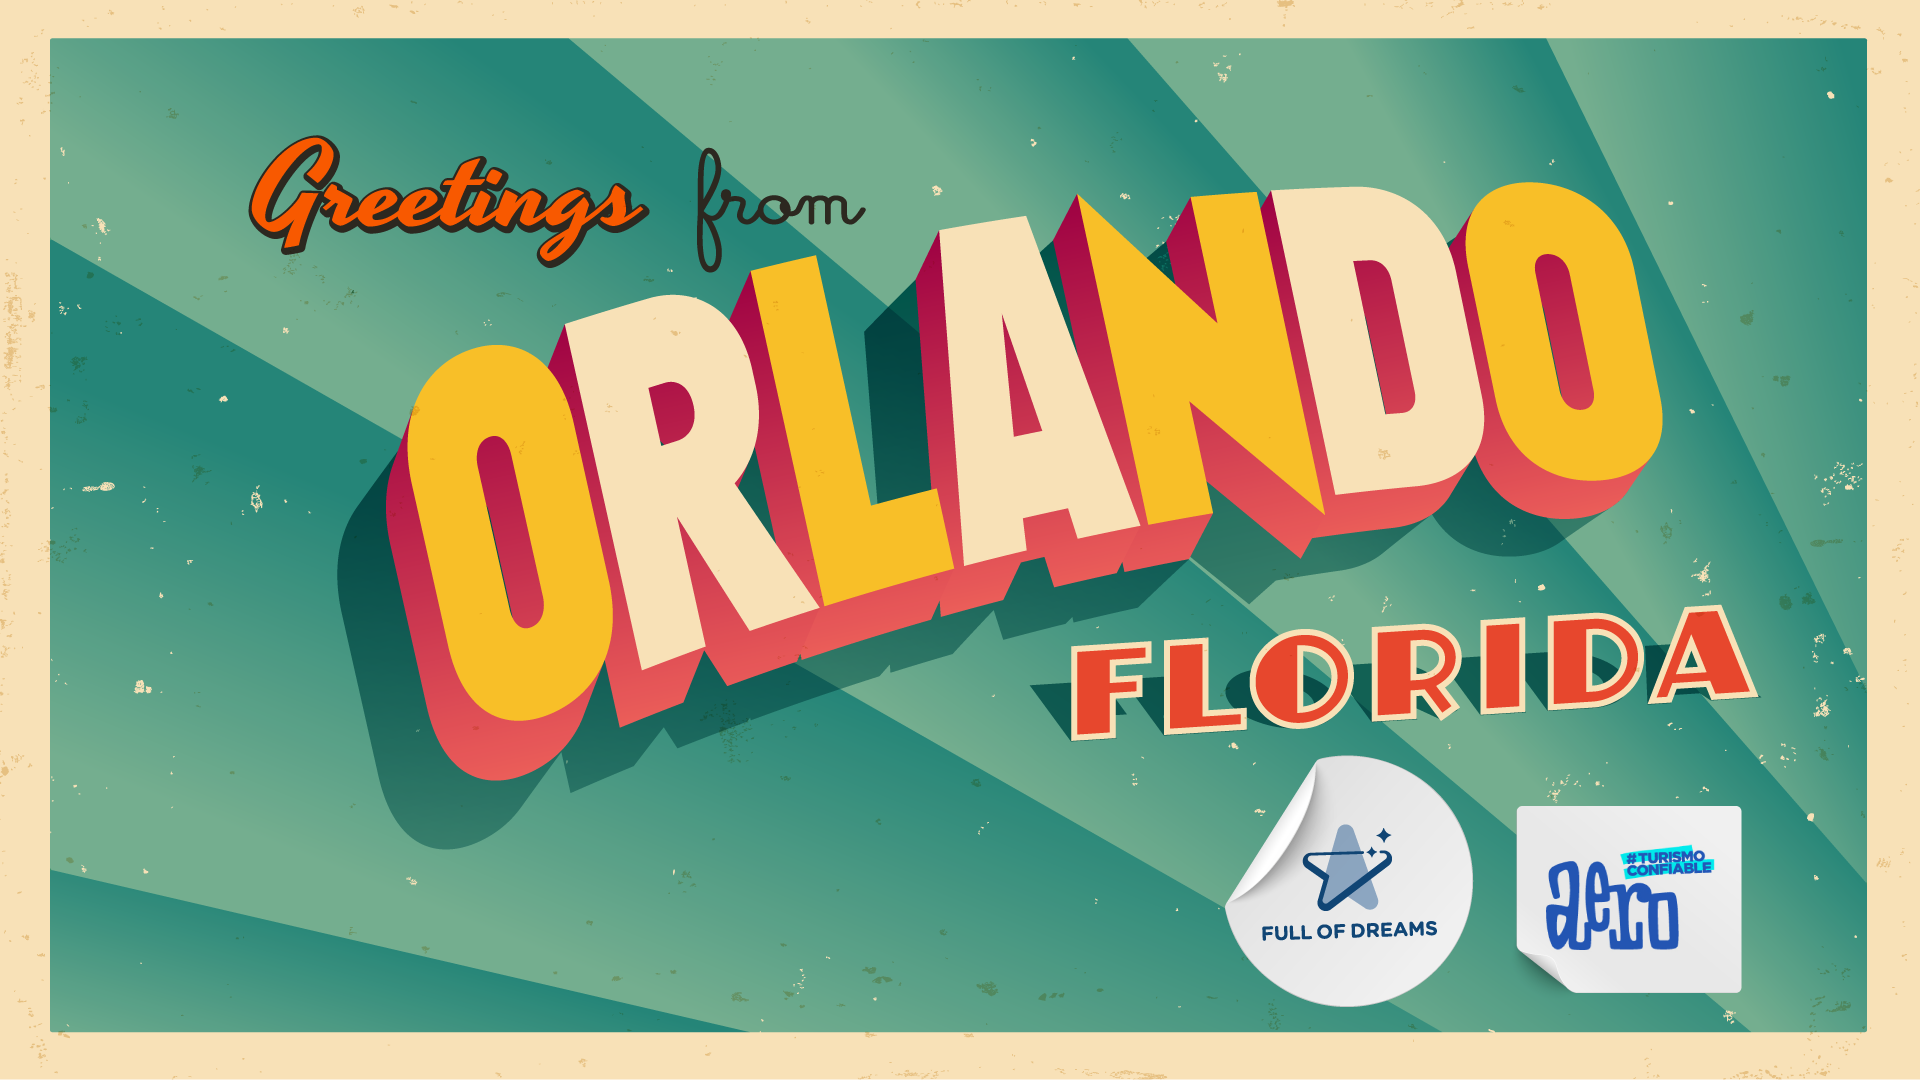 Greetings from
ORLANDO
FLORIDA
FULL OF DREAMS
#TURISMO
CONFIABLE
aero